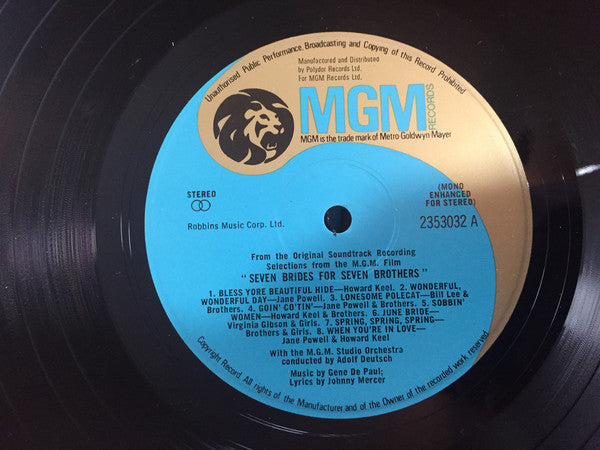 Unauthorised Public Performance, Broadcasting and Copying of this Record Prohibited
Manufactured and Distributed
by Polydor Records Ltd.
For MGM Records Ltd.
MGM
RECORDS
MGM is the trade mark of Metro Goldwyn Mayer
STEREO
(MONO
ENHANCED
FOR STEREO)
Robbins Music Corp. Ltd.
2353032 A
From the Original Soundtrack Recording
Selections from the M.G.M. Film
"SEVEN BRIDES FOR SEVEN BROTHERS"
1. BLESS YORE BEAUTIFUL HIDE—Howard Keel. 2. WONDERFUL,
WONDERFUL DAY—Jane Powell. 3. LONESOME POLECAT—Bill Lee &
Brothers. 4. GOIN' CO'TIN'—Jane Powell & Brothers. 5. SOBBIN'
WOMEN—Howard Keel & Brothers. 6. JUNE BRIDE—
Virginia Gibson & Girls. 7. SPRING, SPRING, SPRING—
Brothers & Girls. 8. WHEN YOU'RE IN LOVE—
Jane Powell & Howard Keel
With the M.G.M. Studio Orchestra
conducted by Adolf Deutsch
Music by Gene De Paul;
Lyrics by Johnny Mercer
Copyright Record. All rights of the Manufacturer and of the Owner of the recorded work reserved